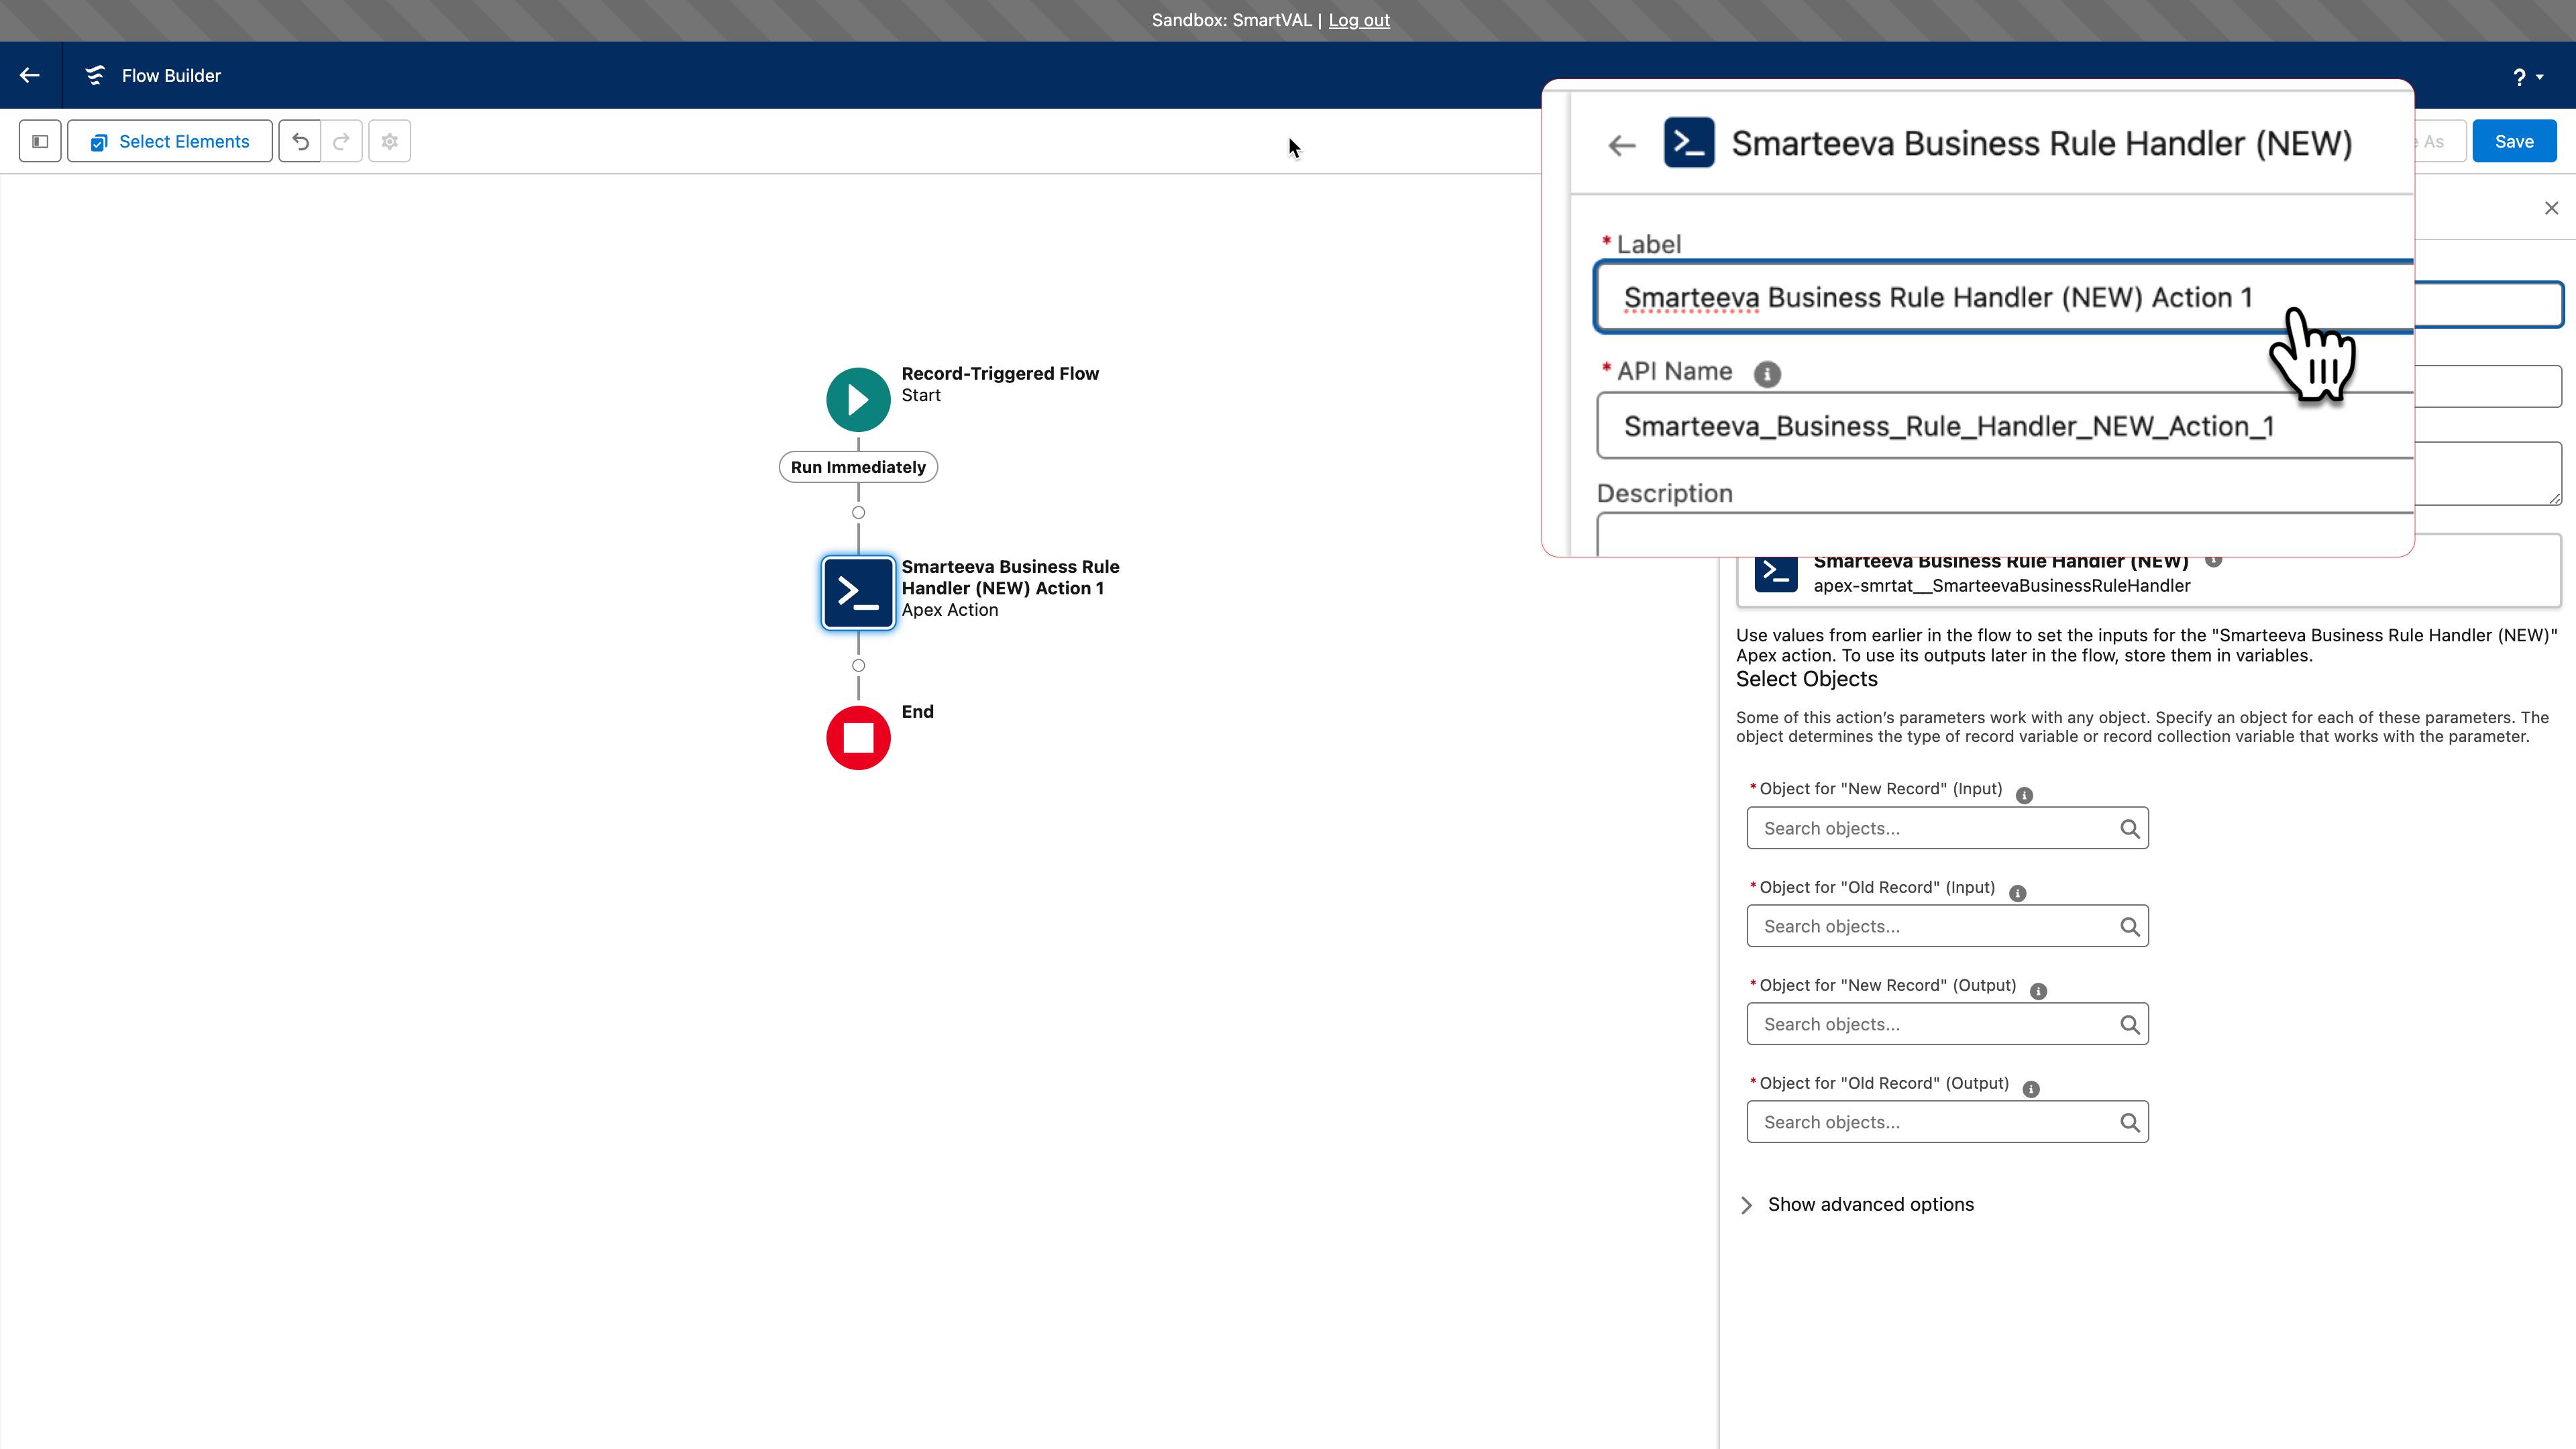 Sandbox: SmartVAL | Log out
Flow Builder
?
Select Elements
As
Save
Smarteeva Business Rule Handler (NEW)
* Label
Smarteeva Business Rule Handler (NEW) Action 1
* API Name
Smarteeva_Business_Rule_Handler_NEW_Action_1
Description
Record-Triggered Flow
Start
Run Immediately
Smarteeva Business Rule
Handler (NEW) Action 1
Apex Action
End
Smarteeva Business Rule Handler (NEW)
apex-smrtat__SmarteevaBusinessRuleHandler
Use values from earlier in the flow to set the inputs for the "Smarteeva Business Rule Handler (NEW)"
Apex action. To use its outputs later in the flow, store them in variables.
Select Objects
Some of this action's parameters work with any object. Specify an object for each of these parameters. The
object determines the type of record variable or record collection variable that works with the parameter.
* Object for "New Record" (Input)
Search objects...
* Object for "Old Record" (Input)
Search objects...
* Object for "New Record" (Output)
Search objects...
* Object for "Old Record" (Output)
Search objects...
Show advanced options